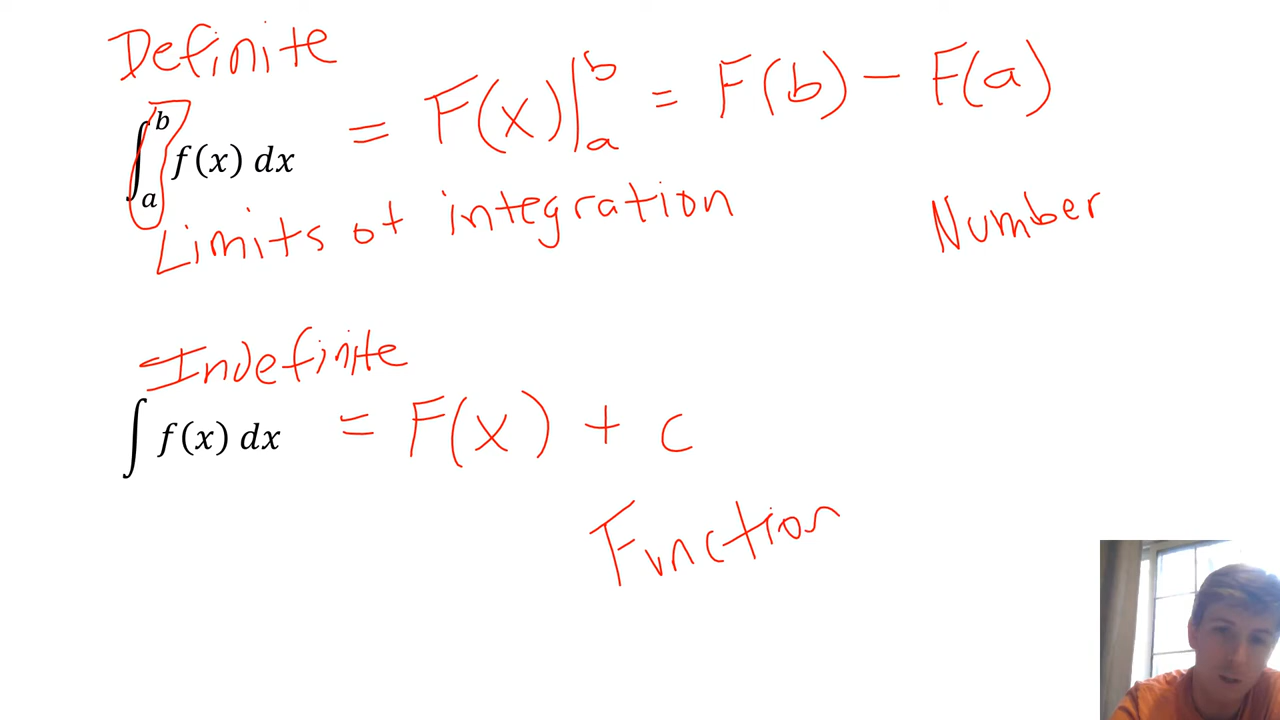 Definite
∫_a^b f(x) dx = F(x)|_a^b = F(b) - F(a)
Limits of integration Number
Indefinite
∫ f(x) dx = F(x) + c
Function